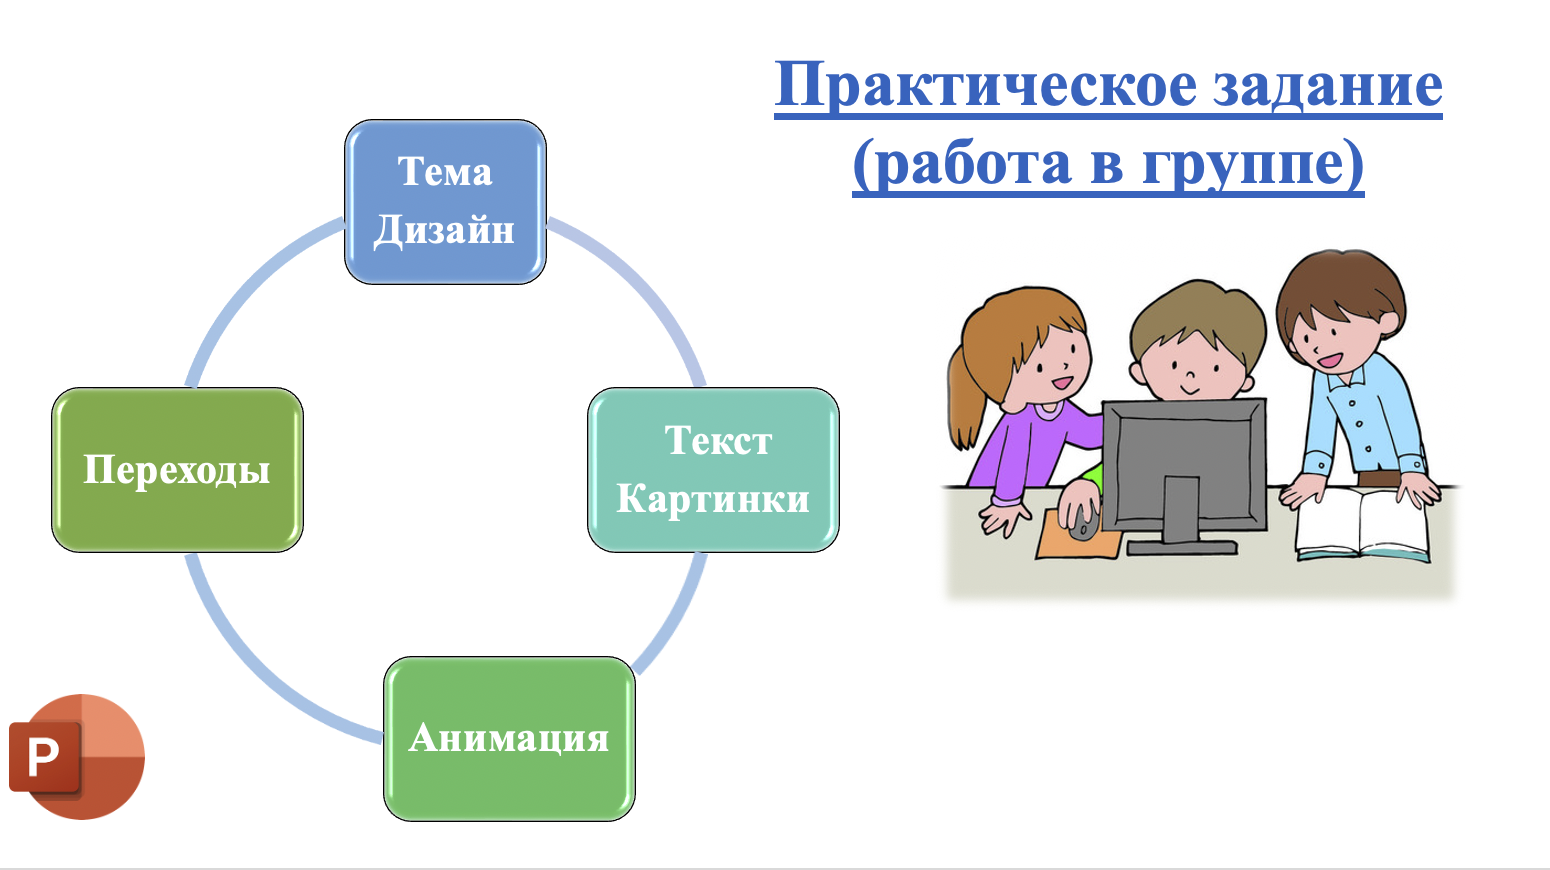 Практическое задание
(работа в группе)
Тема
Дизайн
Текст
Картинки
Анимация
Переходы
P